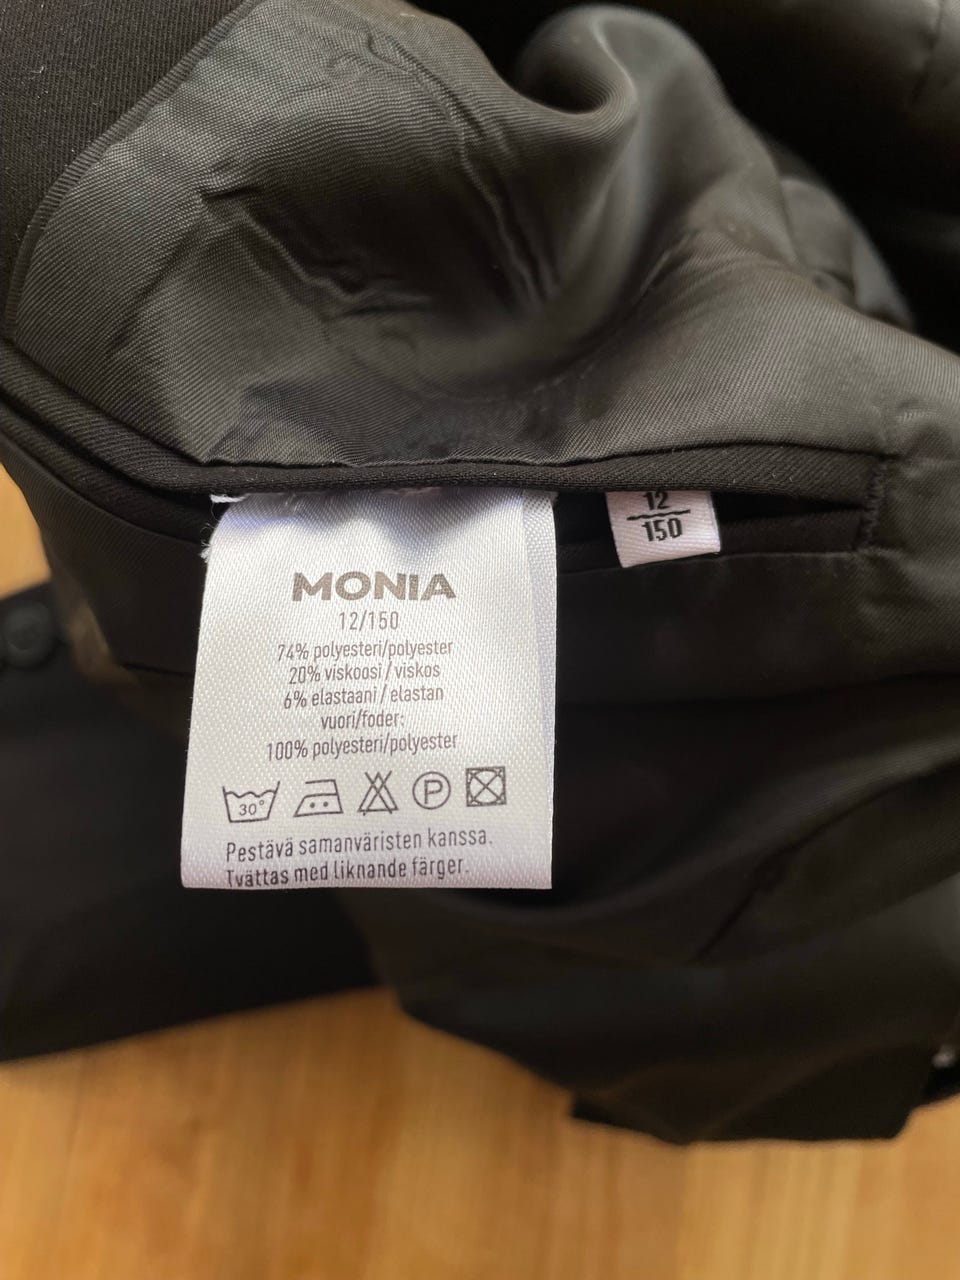 12
150
MONIA
12/150
74% polyesteri/polyester
20% viskoosi / viskos
6% elastaani / elastan
vuori/foder:
100% polyesteri/polyester
30°
P
Pestävä samanväristen kanssa.
Tvättas med liknande färger.